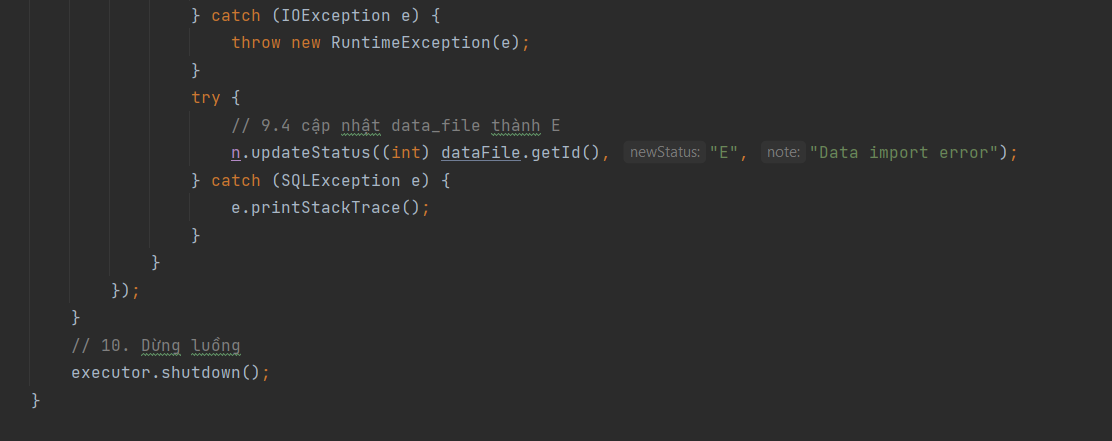 } catch (IOException e) {
throw new RuntimeException(e);
}
try {
// 9.4 cập nhật data_file thành E
n.updateStatus((int) dataFile.getId(), newStatus: "E", note: "Data import error");
} catch (SQLException e) {
e.printStackTrace();
}
}
});
}
// 10. Dừng luồng
executor.shutdown();
}